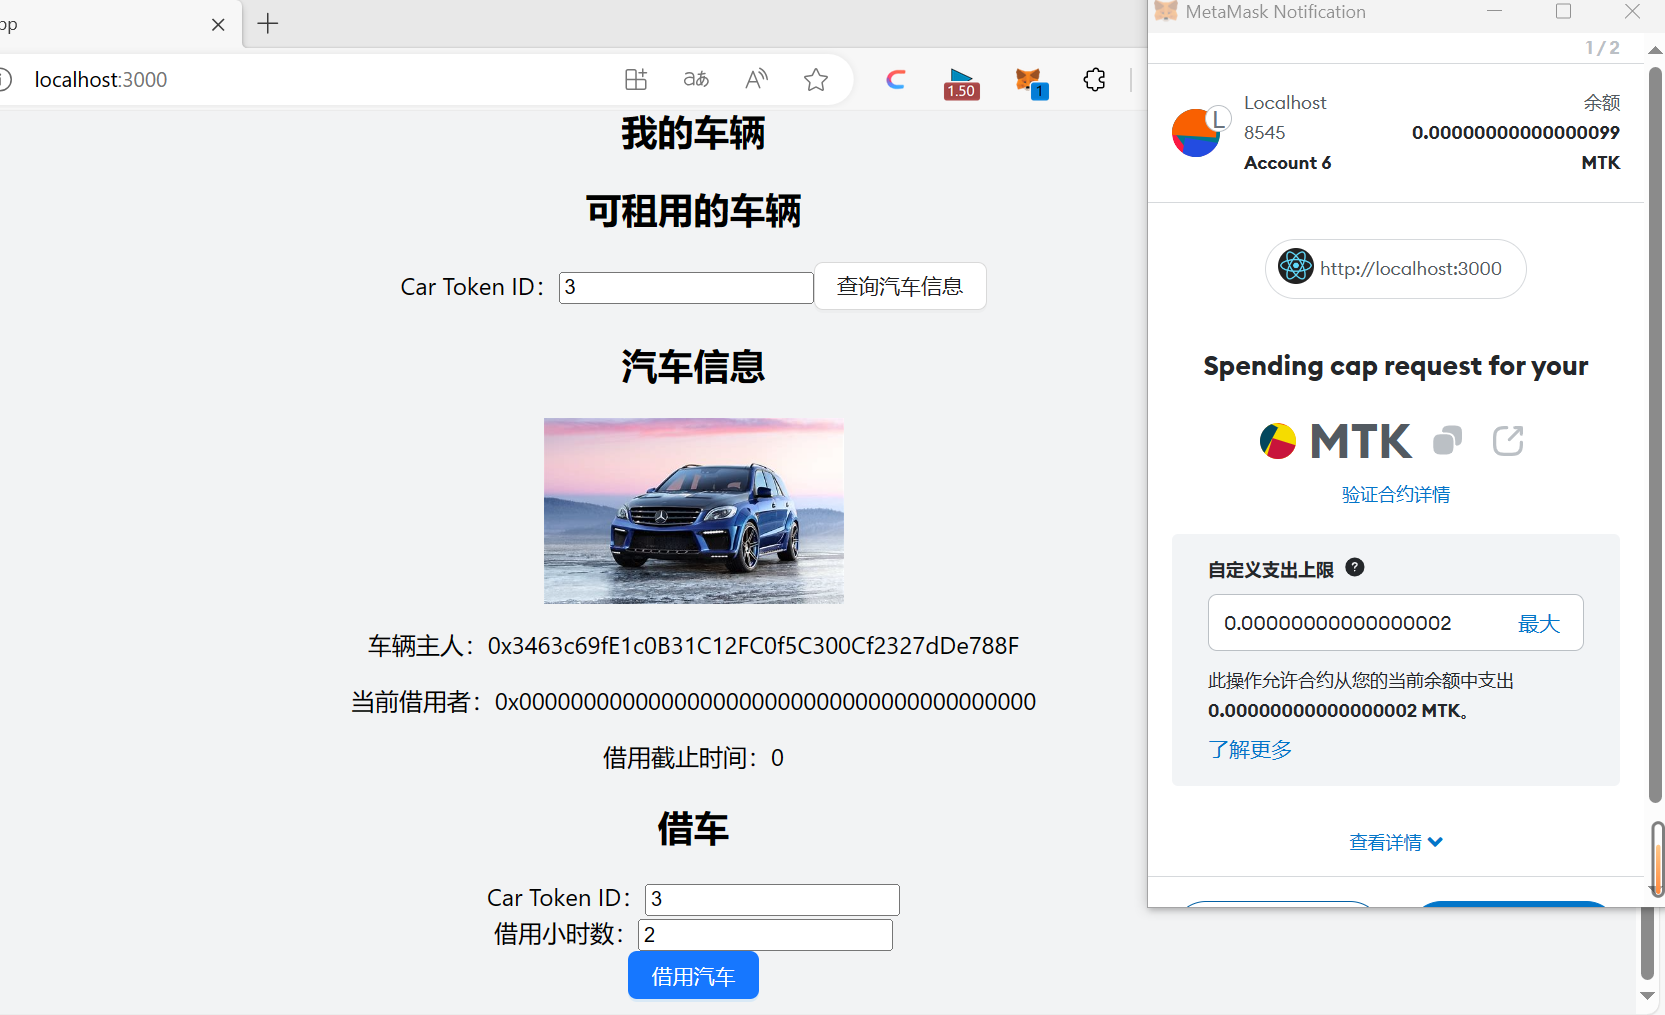 pp
localhost:3000
1.50
1
我的车辆
可租用的车辆
Car Token ID：3 查询汽车信息
汽车信息
车辆主人：0x3463c69fE1c0B31C12FC0f5C300Cf2327dDe788F
当前借用者：0x0000000000000000000000000000000000000000
借用截止时间：0
借车
Car Token ID：3
借用小时数：2
借用汽车
MetaMask Notification
1 / 2
L
Localhost 8545
Account 6
余额
0.00000000000000099
MTK
http://localhost:3000
Spending cap request for your
MTK
验证合约详情
自定义支出上限 ?
0.00000000000000002 最大
此操作允许合约从您的当前余额中支出
0.00000000000000002 MTK。
了解更多
查看详情